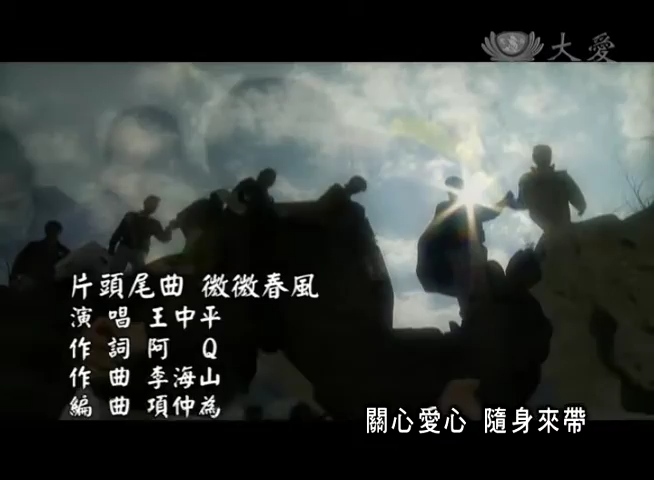 大愛
片頭尾曲 微微春風
演唱 王中平
作詞 阿Q
作曲 李海山
編曲 項仲為
關心愛心 隨身來帶